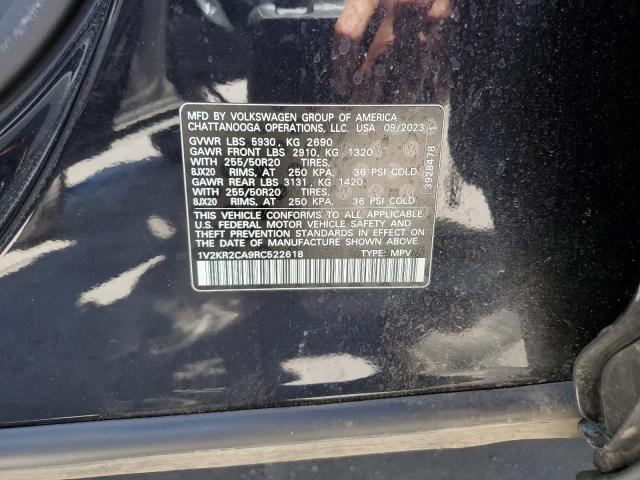 MFD BY VOLKSWAGEN GROUP OF AMERICA
CHATTANOOGA OPERATIONS, LLC. USA 09/2023
GVWR LBS 5930, KG 2690
GAWR FRONT LBS 2910, KG 1320
WITH 255/50R20 TIRES.
8JX20 RIMS, AT 250 KPA. 36 PSI COLD
GAWR REAR LBS 3131, KG 1420
WITH 255/50R20 TIRES.
8JX20 RIMS, AT 250 KPA. 36 PSI COLD
THIS VEHICLE CONFORMS TO ALL APPLICABLE
U.S. FEDERAL MOTOR VEHICLE SAFETY AND
THEFT PREVENTION STANDARDS IN EFFECT ON
THE DATE OF MANUFACTURE SHOWN ABOVE
1V2KR2CA9RC522618 TYPE: MPV
3928478